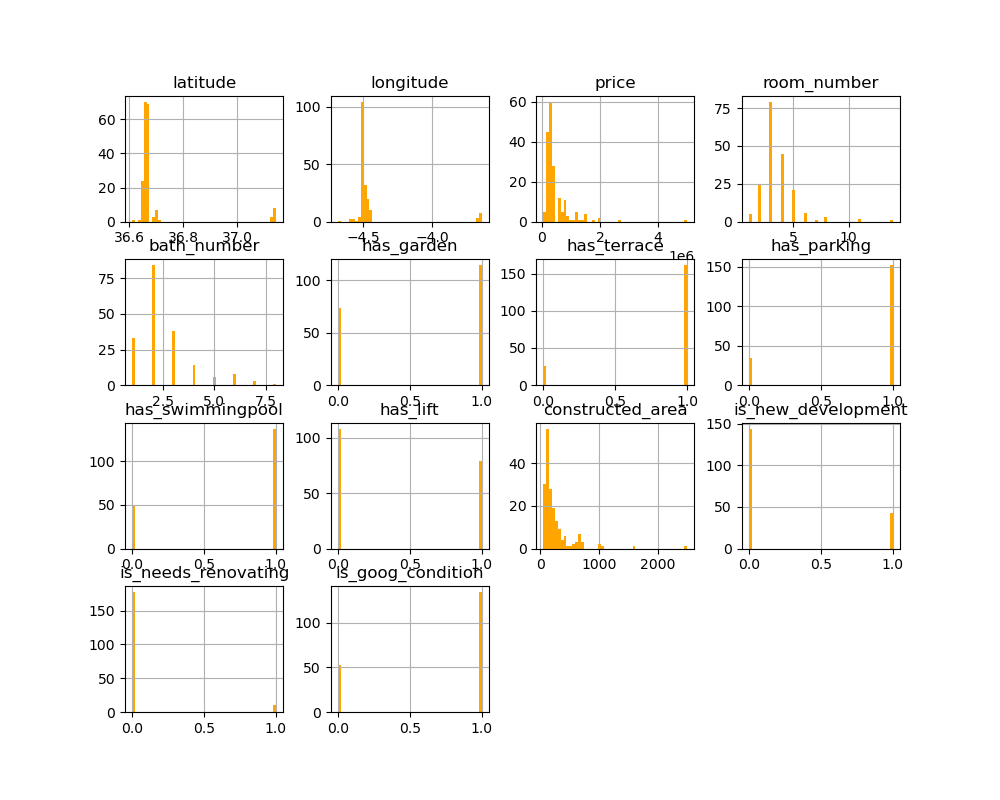 latitude longitude price room_number
60 40 20 0
100 50 0
60 40 20 0
75 50 25 0
36.6 36.8 37.0
−4.5 −4.0
0 2 4
1e6
5 10
bath_number has_garden has_terrace has_parking
75 50 25 0
100 50 0
150 100 50 0
150 100 50 0
2.5 5.0 7.5
0.0 0.5 1.0
0.0 0.5 1.0
0.0 0.5 1.0
has_swimmingpool has_lift constructed_area is_new_development
100 50 0
100 50 0
40 20 0
150 100 50 0
0.0 0.5 1.0
0.0 0.5 1.0
0 1000 2000
0.0 0.5 1.0
is_needs_renovating is_goog_condition
150 100 50 0
100 50 0
0.0 0.5 1.0
0.0 0.5 1.0